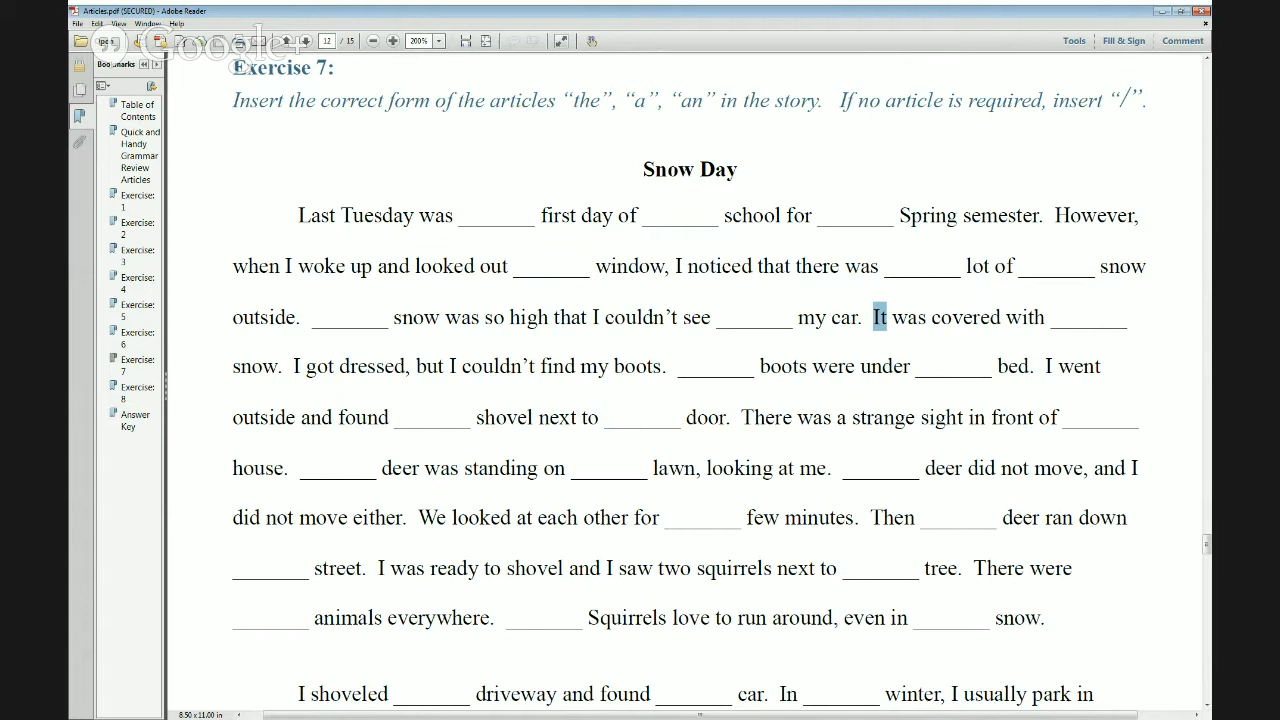 Articles.pdf (SECURED) - Adobe Reader
File Edit View Window Help
Open
12 / 15
200%
Tools Fill & Sign Comment
Google+
Bookmarks
Table of
Contents
Quick and
Handy
Grammar
Review
Articles
Exercise:
1
Exercise:
2
Exercise:
3
Exercise:
4
Exercise:
5
Exercise:
6
Exercise:
7
Exercise:
8
Answer
Key
Exercise 7:
Insert the correct form of the articles “the”, “a”, “an” in the story. If no article is required, insert “/”.
Snow Day
Last Tuesday was _______ first day of _______ school for _______ Spring semester. However,
when I woke up and looked out _______ window, I noticed that there was _______ lot of _______ snow
outside. _______ snow was so high that I couldn’t see _______ my car. It was covered with _______
snow. I got dressed, but I couldn’t find my boots. _______ boots were under _______ bed. I went
outside and found _______ shovel next to _______ door. There was a strange sight in front of _______
house. _______ deer was standing on _______ lawn, looking at me. _______ deer did not move, and I
did not move either. We looked at each other for _______ few minutes. Then _______ deer ran down
_______ street. I was ready to shovel and I saw two squirrels next to _______ tree. There were
_______ animals everywhere. _______ Squirrels love to run around, even in _______ snow.
I shoveled _______ driveway and found _______ car. In _______ winter, I usually park in
8.50 x 11.00 in